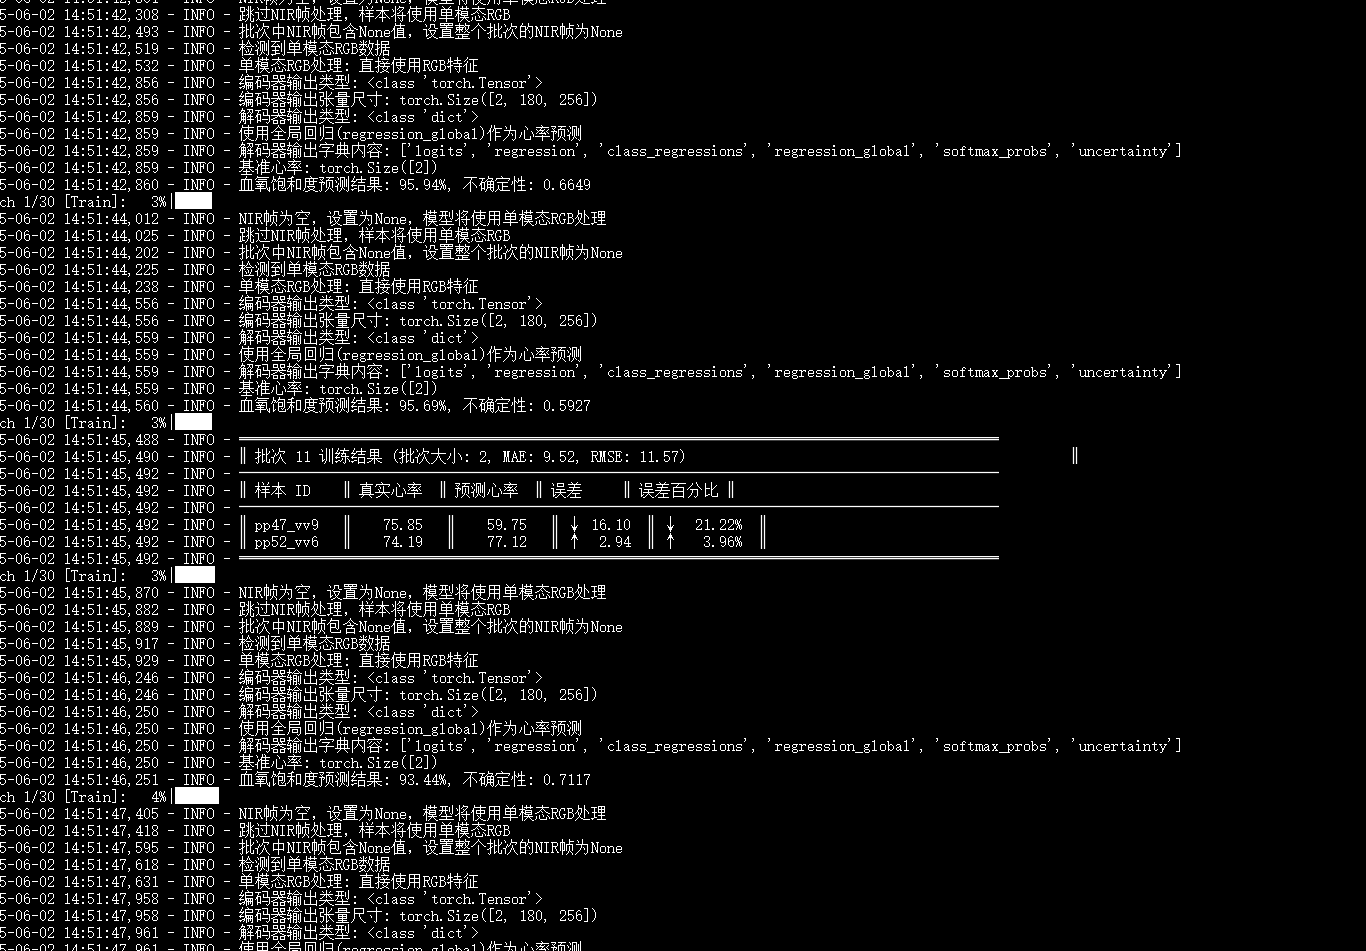 5-06-02 14:51:42,308 - INFO - 跳过NIR帧处理，样本将使用单模态RGB
5-06-02 14:51:42,493 - INFO - 批次中NIR帧包含None值，设置整个批次的NIR帧为None
5-06-02 14:51:42,519 - INFO - 检测到单模态RGB数据
5-06-02 14:51:42,532 - INFO - 单模态RGB处理: 直接使用RGB特征
5-06-02 14:51:42,856 - INFO - 编码器输出类型: <class 'torch.Tensor'>
5-06-02 14:51:42,856 - INFO - 编码器输出张量尺寸: torch.Size([2, 180, 256])
5-06-02 14:51:42,859 - INFO - 解码器输出类型: <class 'dict'>
5-06-02 14:51:42,859 - INFO - 使用全局回归(regression_global)作为心率预测
5-06-02 14:51:42,859 - INFO - 解码器输出字典内容: ['logits', 'regression', 'class_regressions', 'regression_global', 'softmax_probs', 'uncertainty']
5-06-02 14:51:42,859 - INFO - 基准心率: torch.Size([2])
5-06-02 14:51:42,860 - INFO - 血氧饱和度预测结果: 95.94%, 不确定性: 0.6649
ch 1/30 [Train]:   3%|
5-06-02 14:51:44,012 - INFO - NIR帧为空，设置为None，模型将使用单模态RGB处理
5-06-02 14:51:44,025 - INFO - 跳过NIR帧处理，样本将使用单模态RGB
5-06-02 14:51:44,202 - INFO - 批次中NIR帧包含None值，设置整个批次的NIR帧为None
5-06-02 14:51:44,225 - INFO - 检测到单模态RGB数据
5-06-02 14:51:44,238 - INFO - 单模态RGB处理: 直接使用RGB特征
5-06-02 14:51:44,556 - INFO - 编码器输出类型: <class 'torch.Tensor'>
5-06-02 14:51:44,556 - INFO - 编码器输出张量尺寸: torch.Size([2, 180, 256])
5-06-02 14:51:44,559 - INFO - 解码器输出类型: <class 'dict'>
5-06-02 14:51:44,559 - INFO - 使用全局回归(regression_global)作为心率预测
5-06-02 14:51:44,559 - INFO - 解码器输出字典内容: ['logits', 'regression', 'class_regressions', 'regression_global', 'softmax_probs', 'uncertainty']
5-06-02 14:51:44,559 - INFO - 基准心率: torch.Size([2])
5-06-02 14:51:44,560 - INFO - 血氧饱和度预测结果: 95.69%, 不确定性: 0.5927
ch 1/30 [Train]:   3%|
5-06-02 14:51:45,488 - INFO -
5-06-02 14:51:45,490 - INFO - ║ 批次 11 训练结果 (批次大小: 2, MAE: 9.52, RMSE: 11.57) ║
5-06-02 14:51:45,492 - INFO -
5-06-02 14:51:45,492 - INFO - ║ 样本 ID ║ 真实心率 ║ 预测心率 ║ 误差 ║ 误差百分比 ║
5-06-02 14:51:45,492 - INFO -
5-06-02 14:51:45,492 - INFO - ║ pp47_vv9 ║ 75.85 ║ 59.75 ║ ↓ 16.10 ║ ↓ 21.22% ║
5-06-02 14:51:45,492 - INFO - ║ pp52_vv6 ║ 74.19 ║ 77.12 ║ ↑ 2.94 ║ ↑ 3.96% ║
5-06-02 14:51:45,492 - INFO -
ch 1/30 [Train]:   3%|
5-06-02 14:51:45,870 - INFO - NIR帧为空，设置为None，模型将使用单模态RGB处理
5-06-02 14:51:45,882 - INFO - 跳过NIR帧处理，样本将使用单模态RGB
5-06-02 14:51:45,889 - INFO - 批次中NIR帧包含None值，设置整个批次的NIR帧为None
5-06-02 14:51:45,917 - INFO - 检测到单模态RGB数据
5-06-02 14:51:45,929 - INFO - 单模态RGB处理: 直接使用RGB特征
5-06-02 14:51:46,246 - INFO - 编码器输出类型: <class 'torch.Tensor'>
5-06-02 14:51:46,246 - INFO - 编码器输出张量尺寸: torch.Size([2, 180, 256])
5-06-02 14:51:46,250 - INFO - 解码器输出类型: <class 'dict'>
5-06-02 14:51:46,250 - INFO - 使用全局回归(regression_global)作为心率预测
5-06-02 14:51:46,250 - INFO - 解码器输出字典内容: ['logits', 'regression', 'class_regressions', 'regression_global', 'softmax_probs', 'uncertainty']
5-06-02 14:51:46,250 - INFO - 基准心率: torch.Size([2])
5-06-02 14:51:46,251 - INFO - 血氧饱和度预测结果: 93.44%, 不确定性: 0.7117
ch 1/30 [Train]:   4%|
5-06-02 14:51:47,405 - INFO - NIR帧为空，设置为None，模型将使用单模态RGB处理
5-06-02 14:51:47,418 - INFO - 跳过NIR帧处理，样本将使用单模态RGB
5-06-02 14:51:47,595 - INFO - 批次中NIR帧包含None值，设置整个批次的NIR帧为None
5-06-02 14:51:47,618 - INFO - 检测到单模态RGB数据
5-06-02 14:51:47,631 - INFO - 单模态RGB处理: 直接使用RGB特征
5-06-02 14:51:47,958 - INFO - 编码器输出类型: <class 'torch.Tensor'>
5-06-02 14:51:47,958 - INFO - 编码器输出张量尺寸: torch.Size([2, 180, 256])
5-06-02 14:51:47,961 - INFO - 解码器输出类型: <class 'dict'>
5-06-02 14:51:47,961 - INFO - 使用全局回归(regression_global)作为心率预测